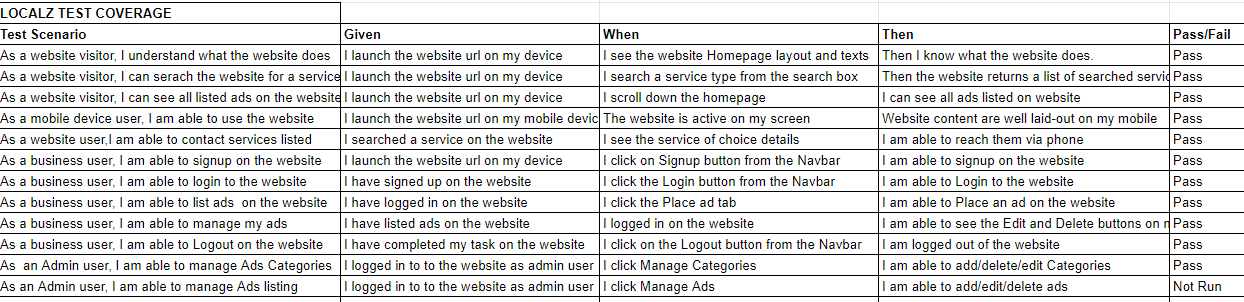 LOCALZ TEST COVERAGE
Test Scenario Given When Then Pass/Fail
As a website visitor, I understand what the website does I launch the website url on my device I see the website Homepage layout and texts Then I know what the website does. Pass
As a website visitor, I can serach the website for a service I launch the website url on my device I search a service type from the search box Then the website returns a list of searched Pass
As a website visitor, I can see all listed ads on the website I launch the website url on my device I scroll down the homepage I can see all ads listed on website Pass
As a mobile device user, I am able to use the website I launch the website url on my mobile The website is active on my screen Website content are well laid-out on my mobile Pass
As a website user,I am able to contact services listed I searched a service on the website I see the service of choice details I am able to reach them via phone Pass
As a business user, I am able to signup on the website I launch the website url on my device I click on Signup button from the Navbar I am able to signup on the website Pass
As a business user, I am able to login to the website I have signed up on the website I click the Login button from the Navbar I am able to Login to the website Pass
As a business user, I am able to list ads on the website I have logged in on the website I click the Place ad tab I am able to Place an ad on the website Pass
As a business user, I am able to manage my ads I have listed ads on the website I logged in on the website I am able to see the Edit and Delete buttons on Pass
As a business user, I am able to Logout on the website I have completed my task on the website I click on the Logout button from the Navbar I am logged out of the website Pass
As an Admin user, I am able to manage Ads Categories I logged in to to the website as admin user I click Manage Categories I am able to add/delete/edit Categories Pass
As an Admin user, I am able to manage Ads listing I logged in to to the website as admin user I click Manage Ads I am able to add/edit/delete ads Not Run